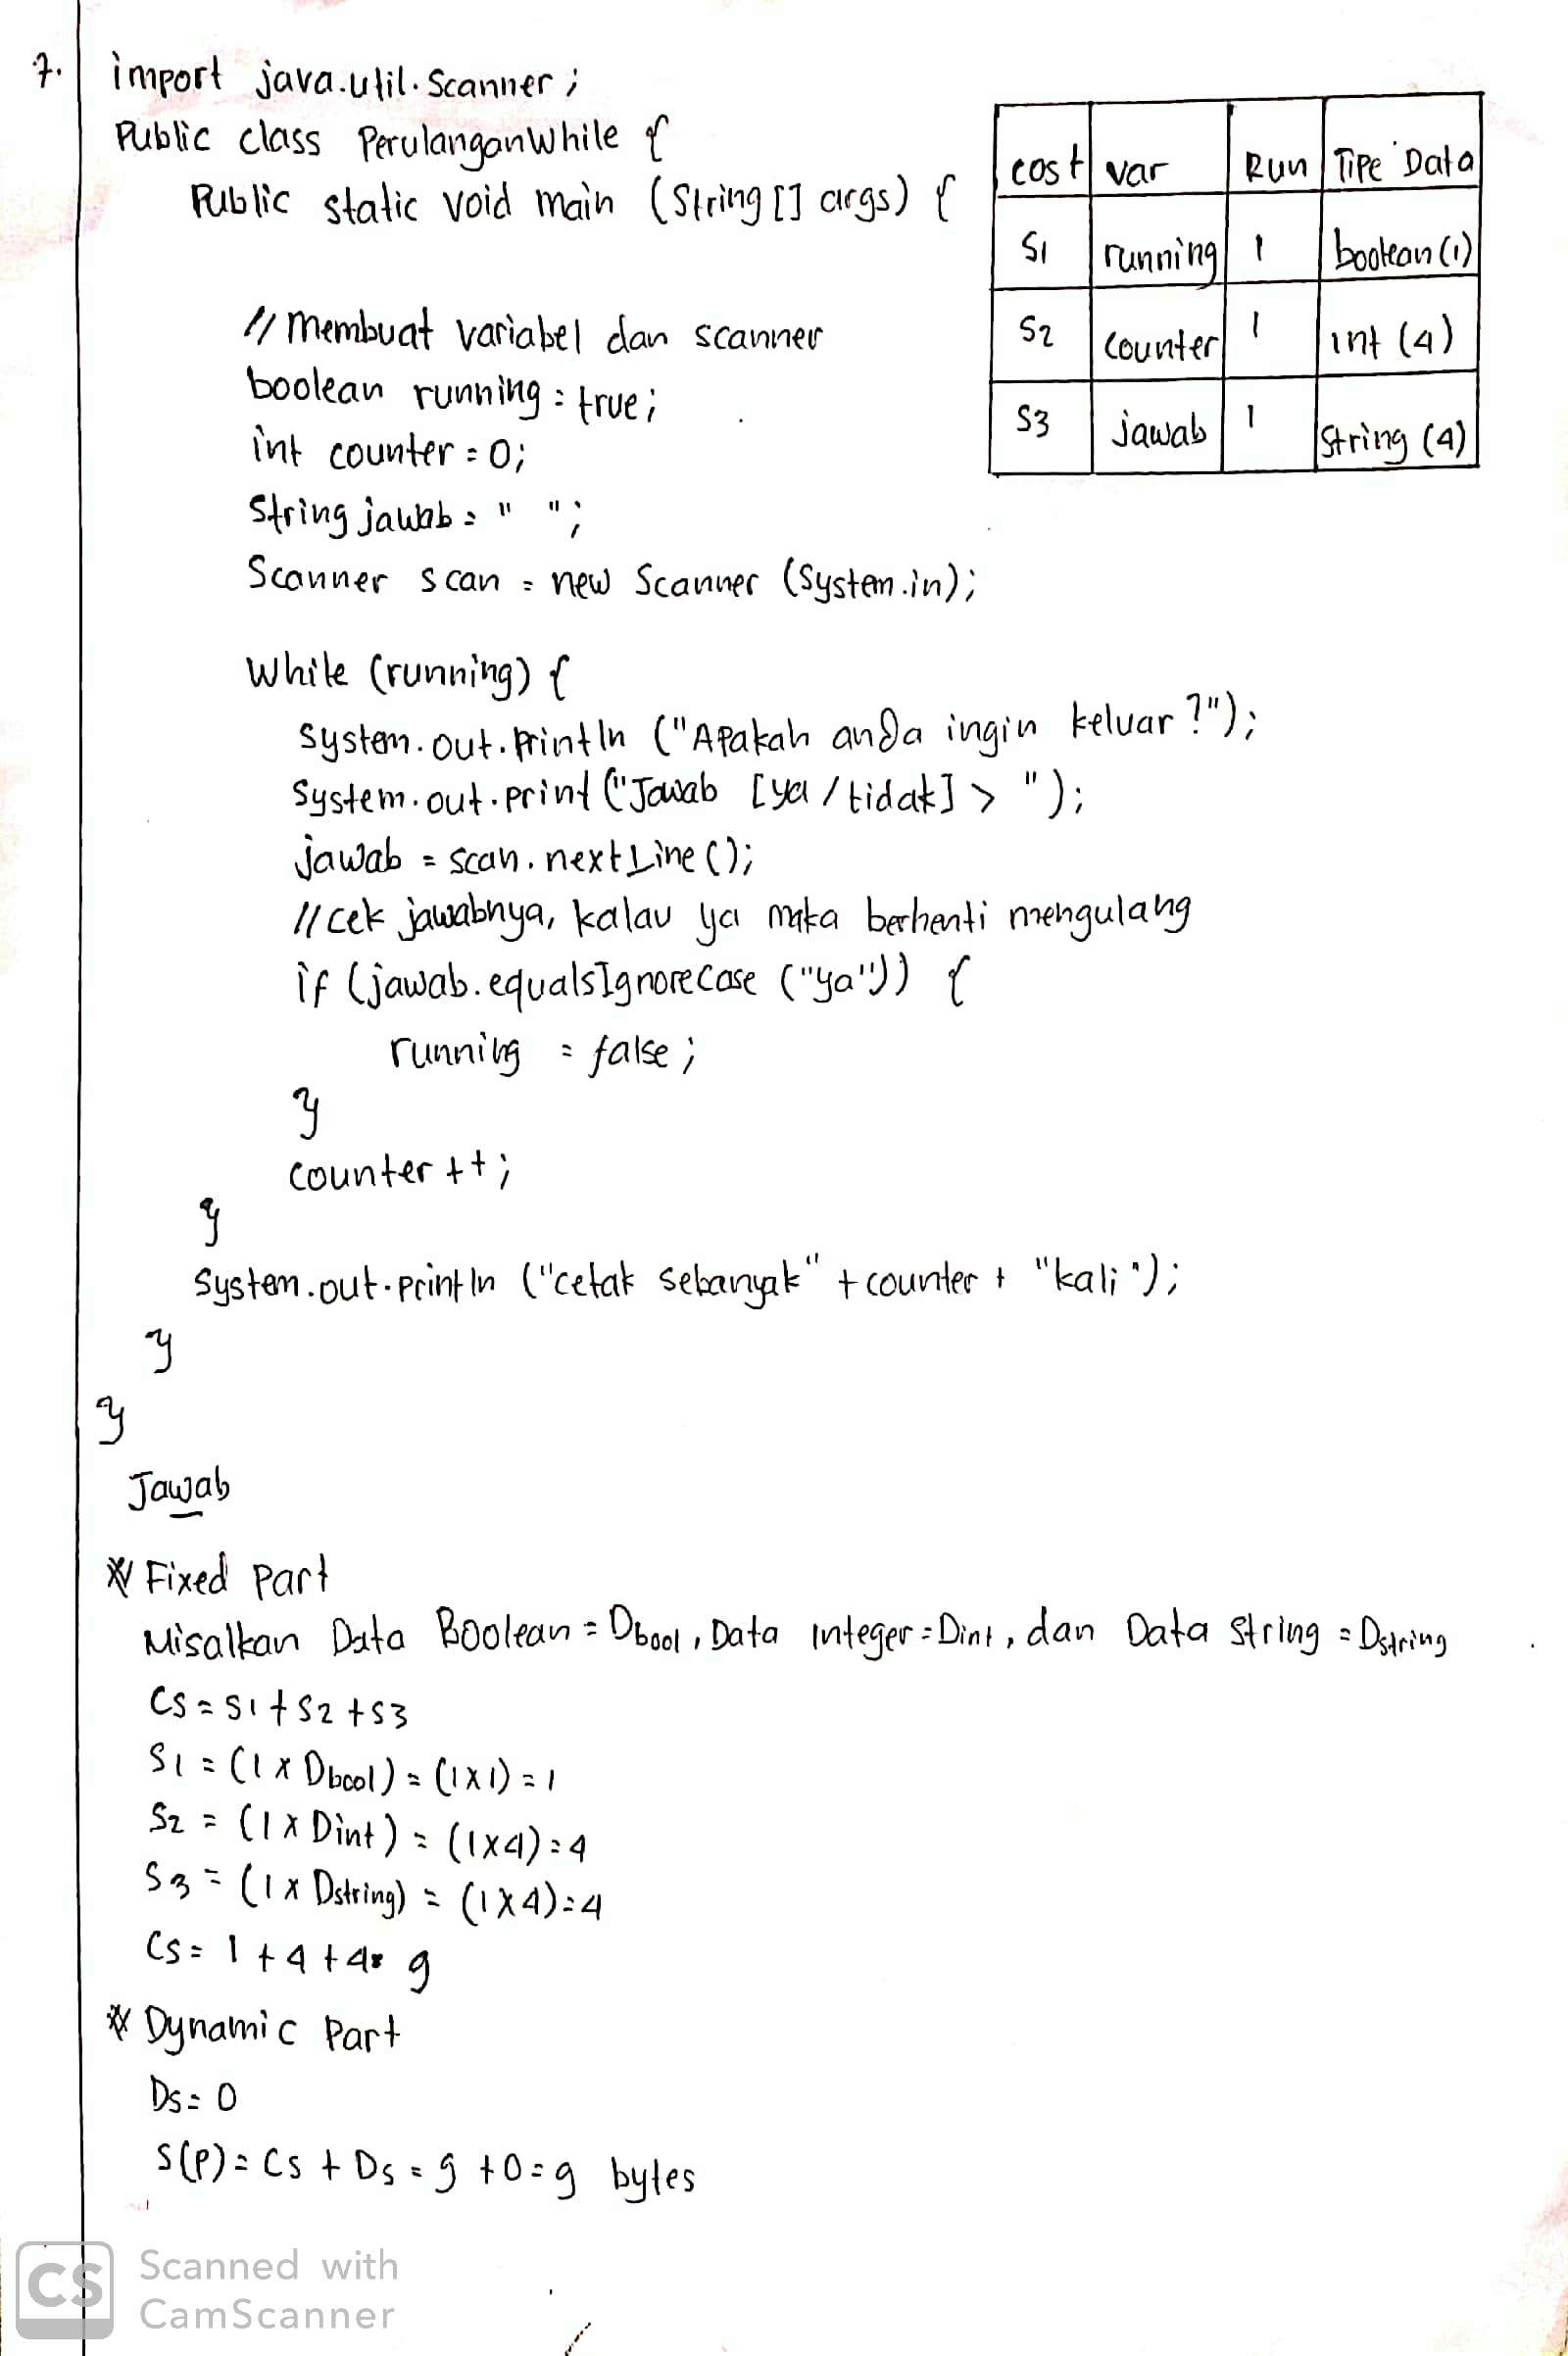 7. import java.util.Scanner;
Public class PerulanganWhile {
Public static void main (String [] args) {
cost var Run Tipe Data
S1 running 1 boolean (1)
S2 counter 1 int (4)
S3 jawab 1 String (4)
// Membuat variabel dan scanner
boolean running = true;
int counter = 0;
String jawab = " ";
Scanner scan = new Scanner (System.in);
While (running) {
System.out.println ("Apakah anda ingin keluar ?");
System.out.print ("Jawab [ya / tidak] > ");
jawab = scan.nextLine ();
// cek jawabnya, kalau ya maka berhenti mengulang
if (jawab.equalsIgnoreCase ("ya")) {
running = false;
}
counter ++;
}
System.out.println ("cetak sebanyak" + counter + "kali");
}
}
Jawab
* Fixed Part
Misalkan Data Boolean = Dbool, Data Integer = Dint, dan Data String = Dstring
Cs = S1 + S2 + S3
S1 = (1 x Dbool) = (1x1) = 1
S2 = (1 x Dint) = (1x4) = 4
S3 = (1 x Dstring) = (1x4) = 4
Cs = 1 + 4 + 4 = 9
* Dynamic Part
Ds = 0
S(P) = Cs + Ds = 9 + 0 = 9 bytes
CS Scanned with
CamScanner